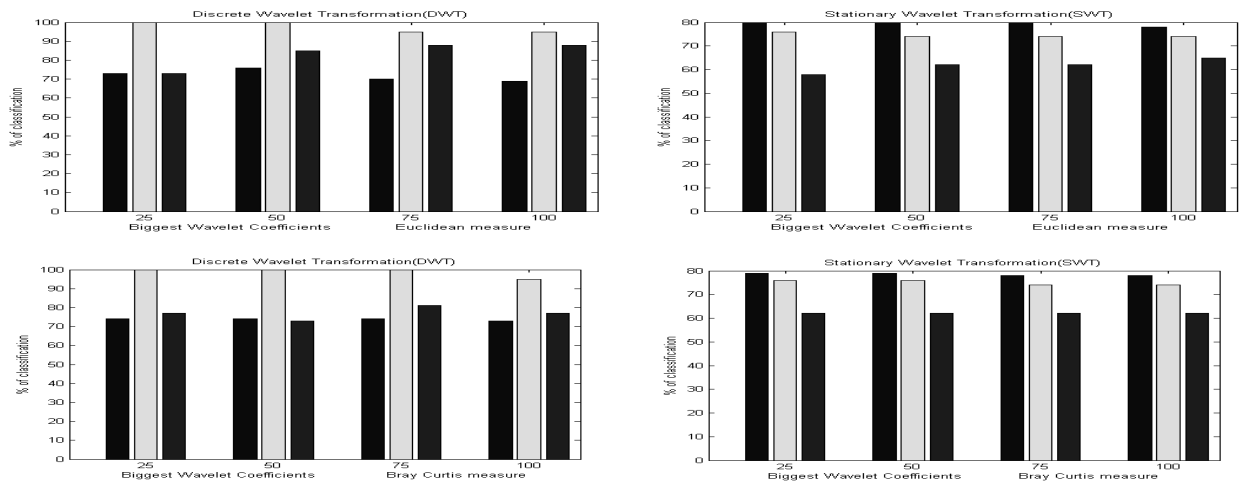 Discrete Wavelet Transformation(DWT)
100
90
80
70
60
50
40
30
20
10
0
% of classification
25 50 75 100
Biggest Wavelet Coefficients Euclidean measure
Stationary Wavelet Transformation(SWT)
80
70
60
50
40
30
20
10
0
% of classification
25 50 75 100
Biggest Wavelet Coefficients Euclidean measure
Discrete Wavelet Transformation(DWT)
100
90
80
70
60
50
40
30
20
10
0
% of classification
25 50 75 100
Biggest Wavelet Coefficients Bray Curtis measure
Stationary Wavelet Transformation(SWT)
80
70
60
50
40
30
20
10
0
% of classification
25 50 75 100
Biggest Wavelet Coefficients Bray Curtis measure